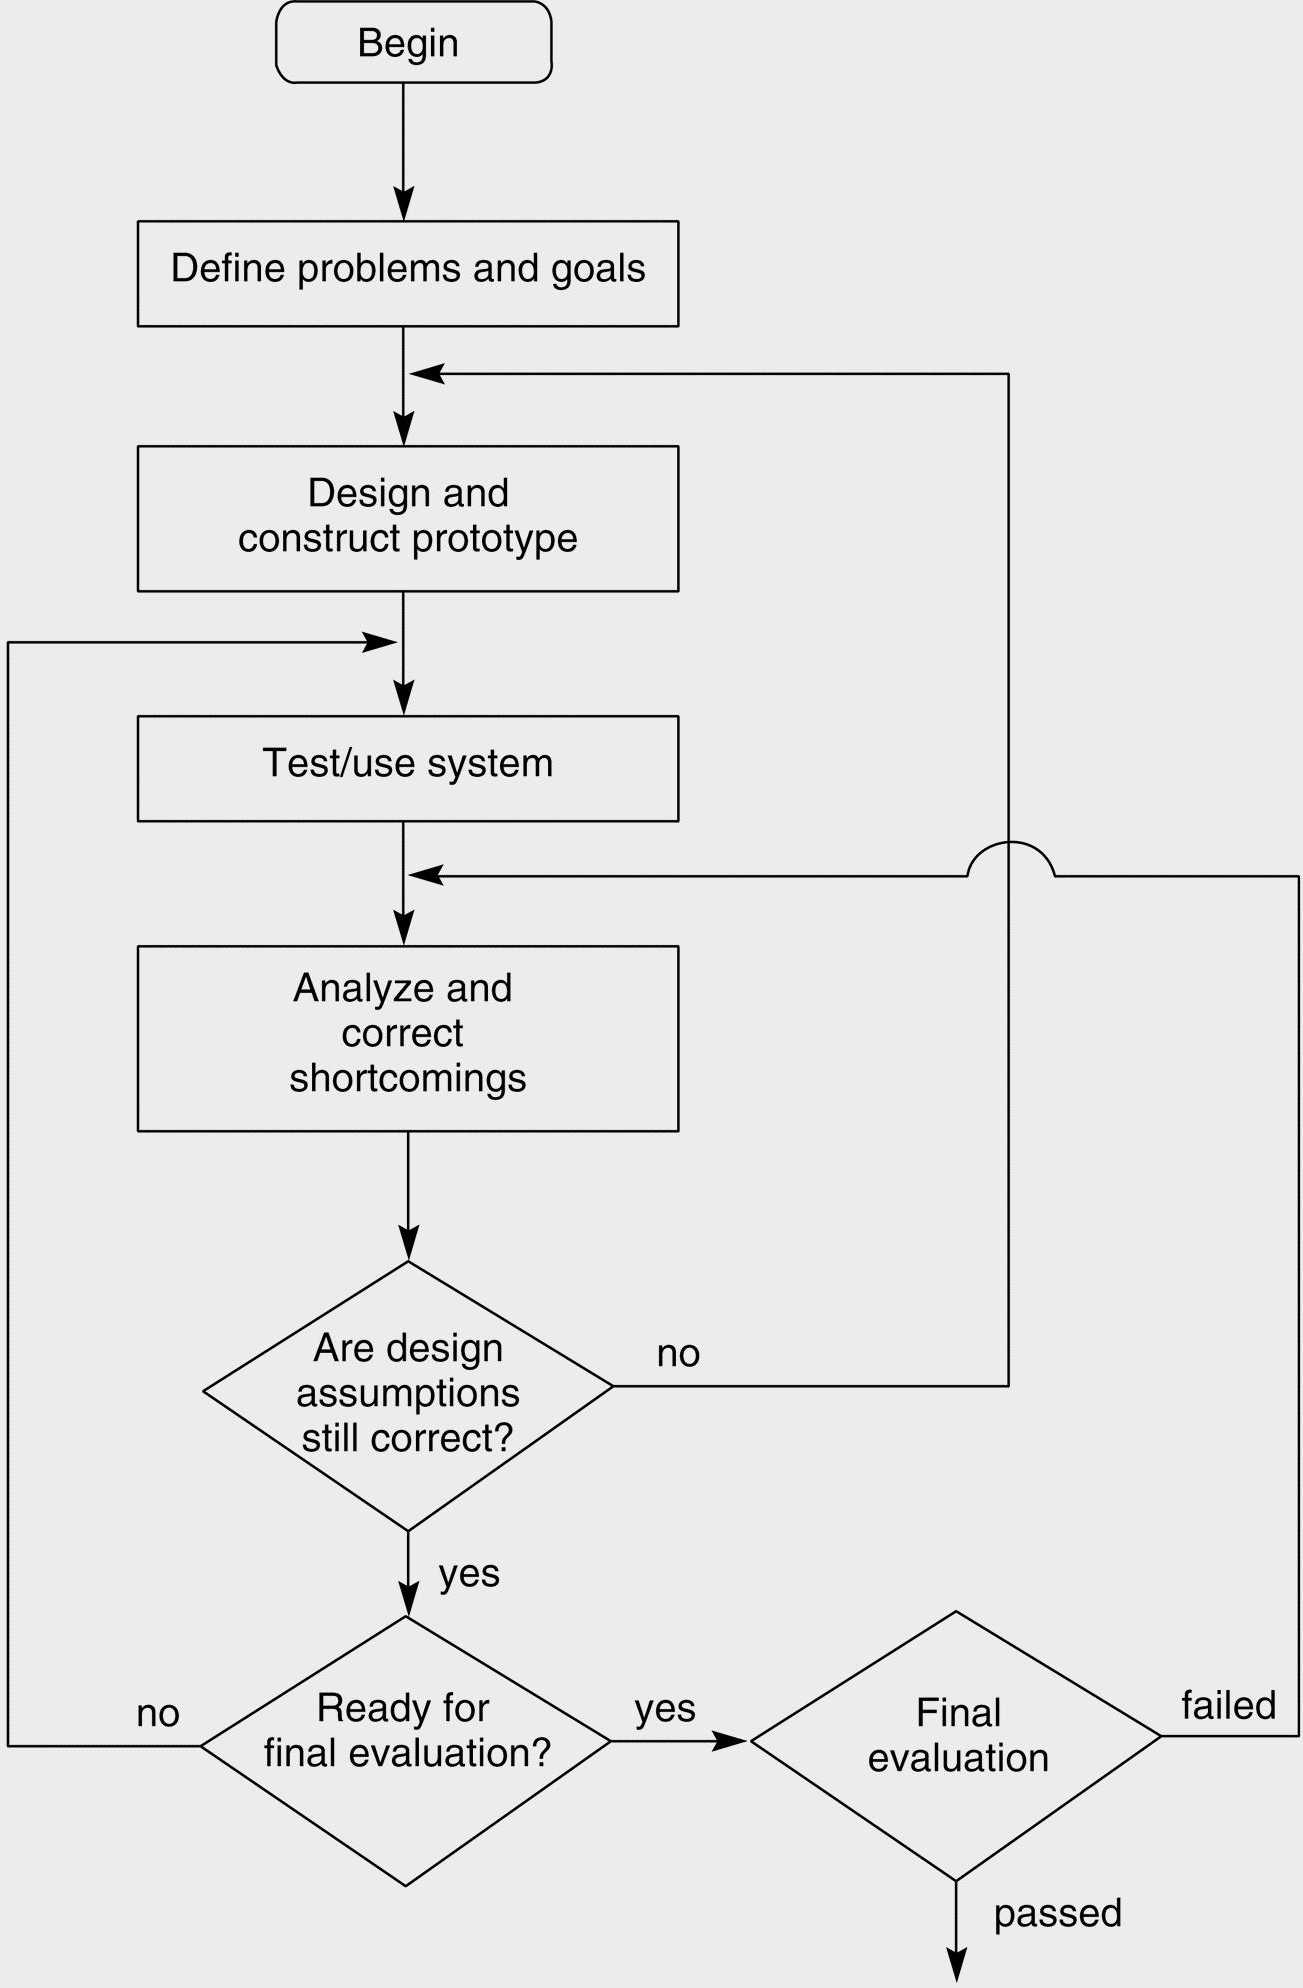 Begin
Define problems and goals
Design and
construct prototype
Test/use system
Analyze and
correct
shortcomings
Are design
assumptions
still correct?
no
yes
no
Ready for
final evaluation?
yes
Final
evaluation
failed
passed